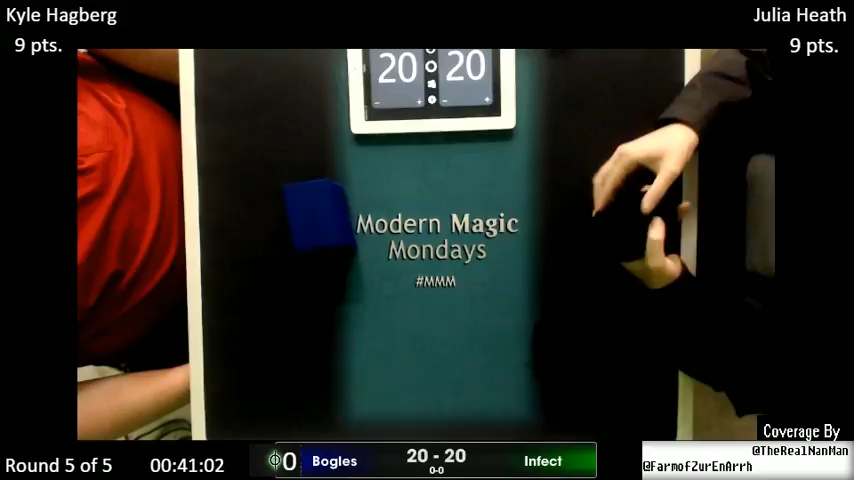 Kyle Hagberg
9 pts.
Julia Heath
9 pts.
20 20
Modern Magic
Mondays
#MMM
Coverage By
@TheRealNanMan
@FarmofZurEnArrh
Round 5 of 5
00:41:02
0
Bogles
20 - 20
0-0
Infect